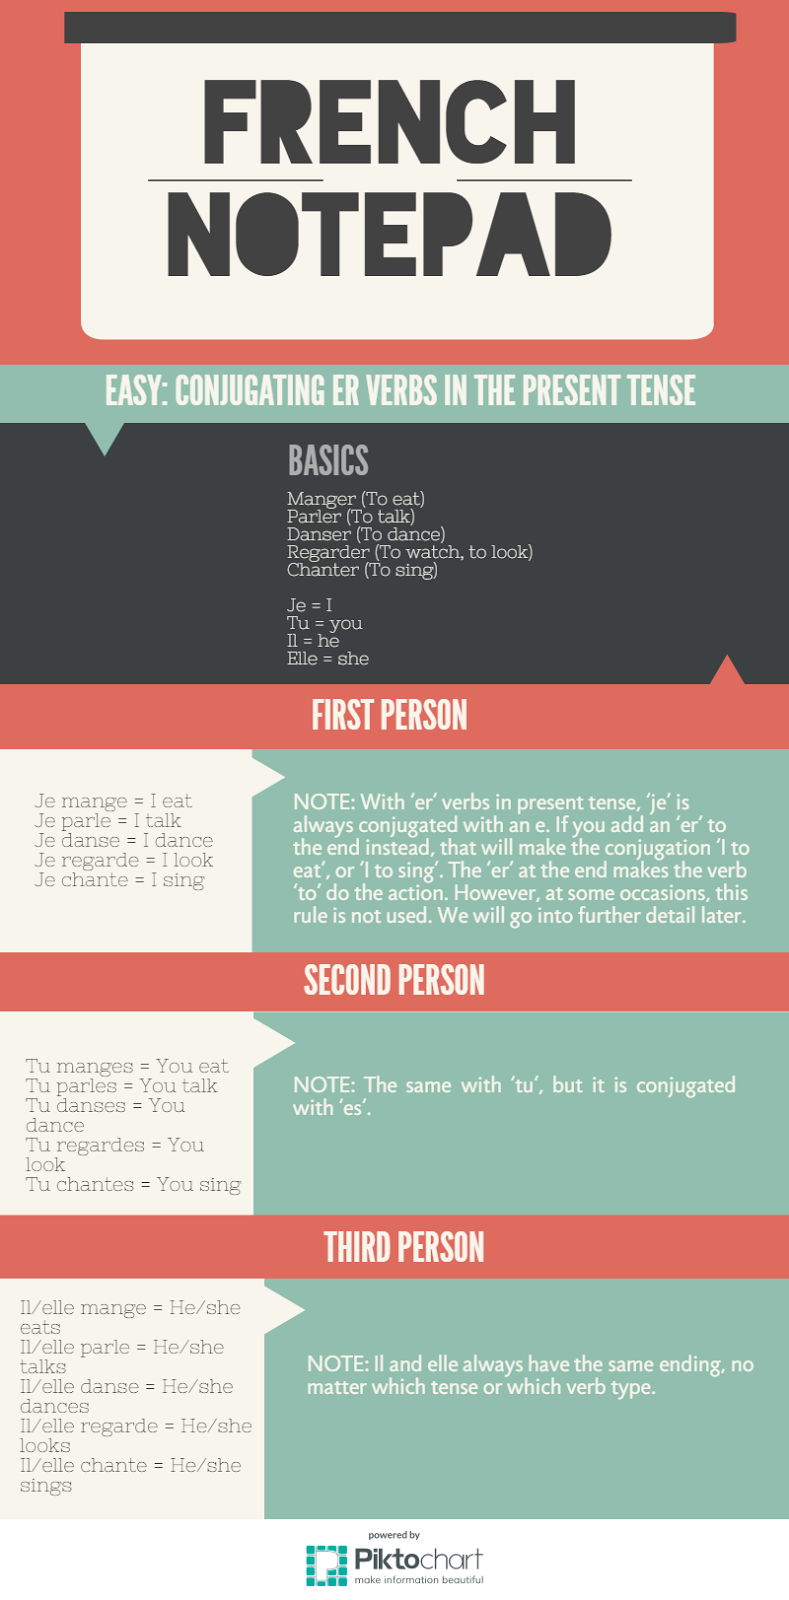 FRENCH
NOTEPAD
EASY: CONJUGATING ER VERBS IN THE PRESENT TENSE
BASICS
Manger (To eat)
Parler (To talk)
Danser (To dance)
Regarder (To watch, to look)
Chanter (To sing)
Je = I
Tu = you
Il = he
Elle = she
FIRST PERSON
Je mange = I eat
Je parle = I talk
Je danse = I dance
Je regarde = I look
Je chante = I sing
NOTE: With ‘er’ verbs in present tense, ‘je’ is
always conjugated with an e. If you add an ‘er’ to
the end instead, that will make the conjugation ‘I to
eat’, or ‘I to sing’. The ‘er’ at the end makes the verb
‘to’ do the action. However, at some occasions, this
rule is not used. We will go into further detail later.
SECOND PERSON
Tu manges = You eat
Tu parles = You talk
Tu danses = You
dance
Tu regardes = You
look
Tu chantes = You sing
NOTE: The same with ‘tu’, but it is conjugated
with ‘es’.
THIRD PERSON
Il/elle mange = He/she
eats
Il/elle parle = He/she
talks
Il/elle danse = He/she
dances
Il/elle regarde = He/she
looks
Il/elle chante = He/she
sings
NOTE: Il and elle always have the same ending, no
matter which tense or which verb type.
powered by
Piktochart
make information beautiful